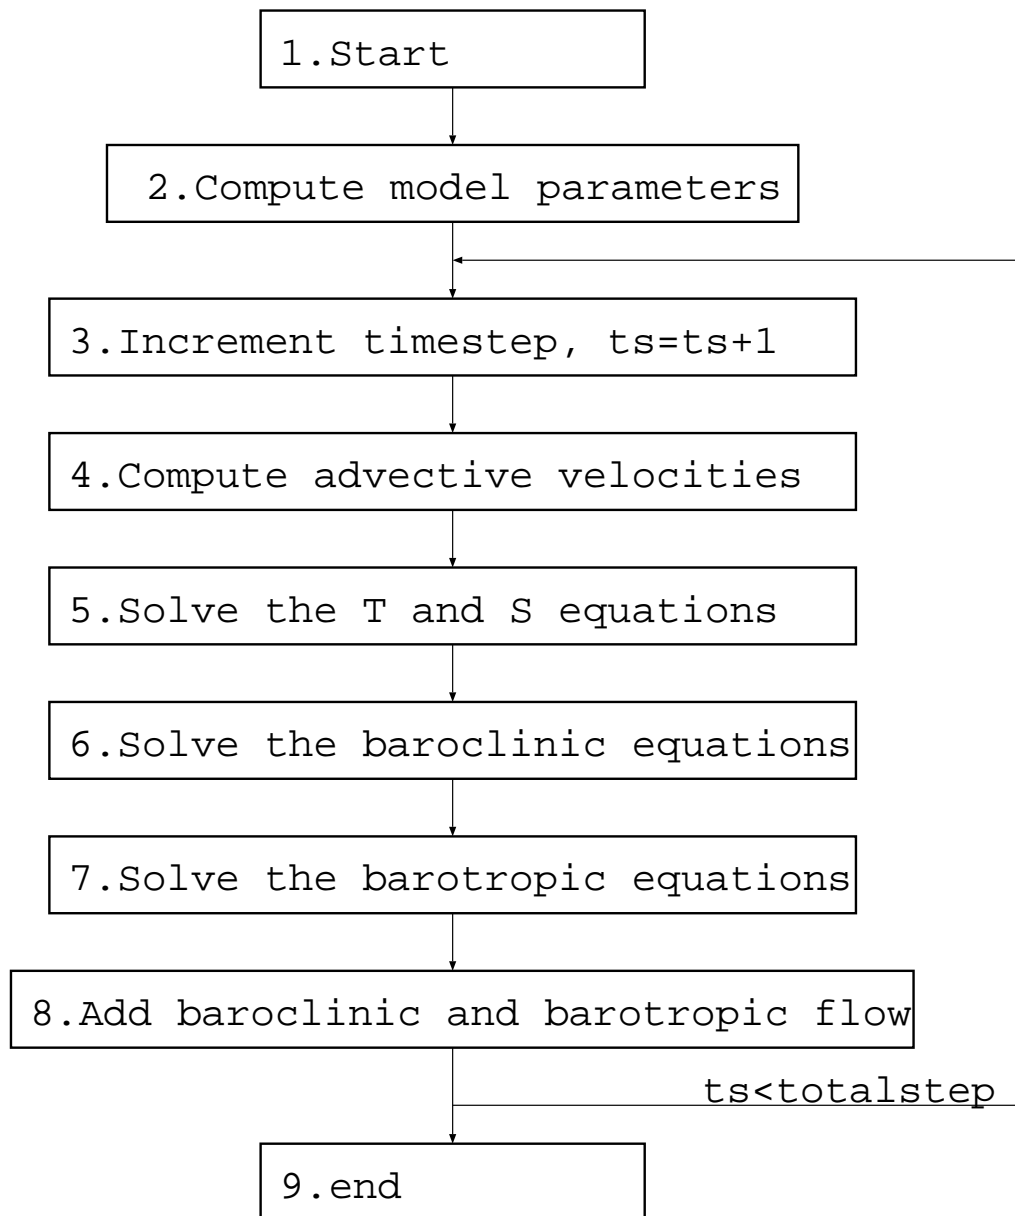 1.Start
2.Compute model parameters
3.Increment timestep, ts=ts+1
4.Compute advective velocities
5.Solve the T and S equations
6.Solve the baroclinic equations
7.Solve the barotropic equations
8.Add baroclinic and barotropic flow
ts<totalstep
9.end